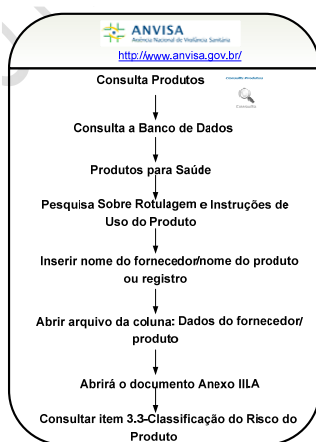 ANVISA
Agência Nacional de Vigilância Sanitária
http://www.anvisa.gov.br/
Consulta Produtos
Consulta Produtos
Consulta
Consulta a Banco de Dados
Produtos para Saúde
Pesquisa Sobre Rotulagem e Instruções de
Uso do Produto
Inserir nome do fornecedor/nome do produto
ou registro
Abrir arquivo da coluna: Dados do fornecedor/
produto
Abrirá o documento Anexo III.A
Consultar item 3.3-Classificação do Risco do
Produto